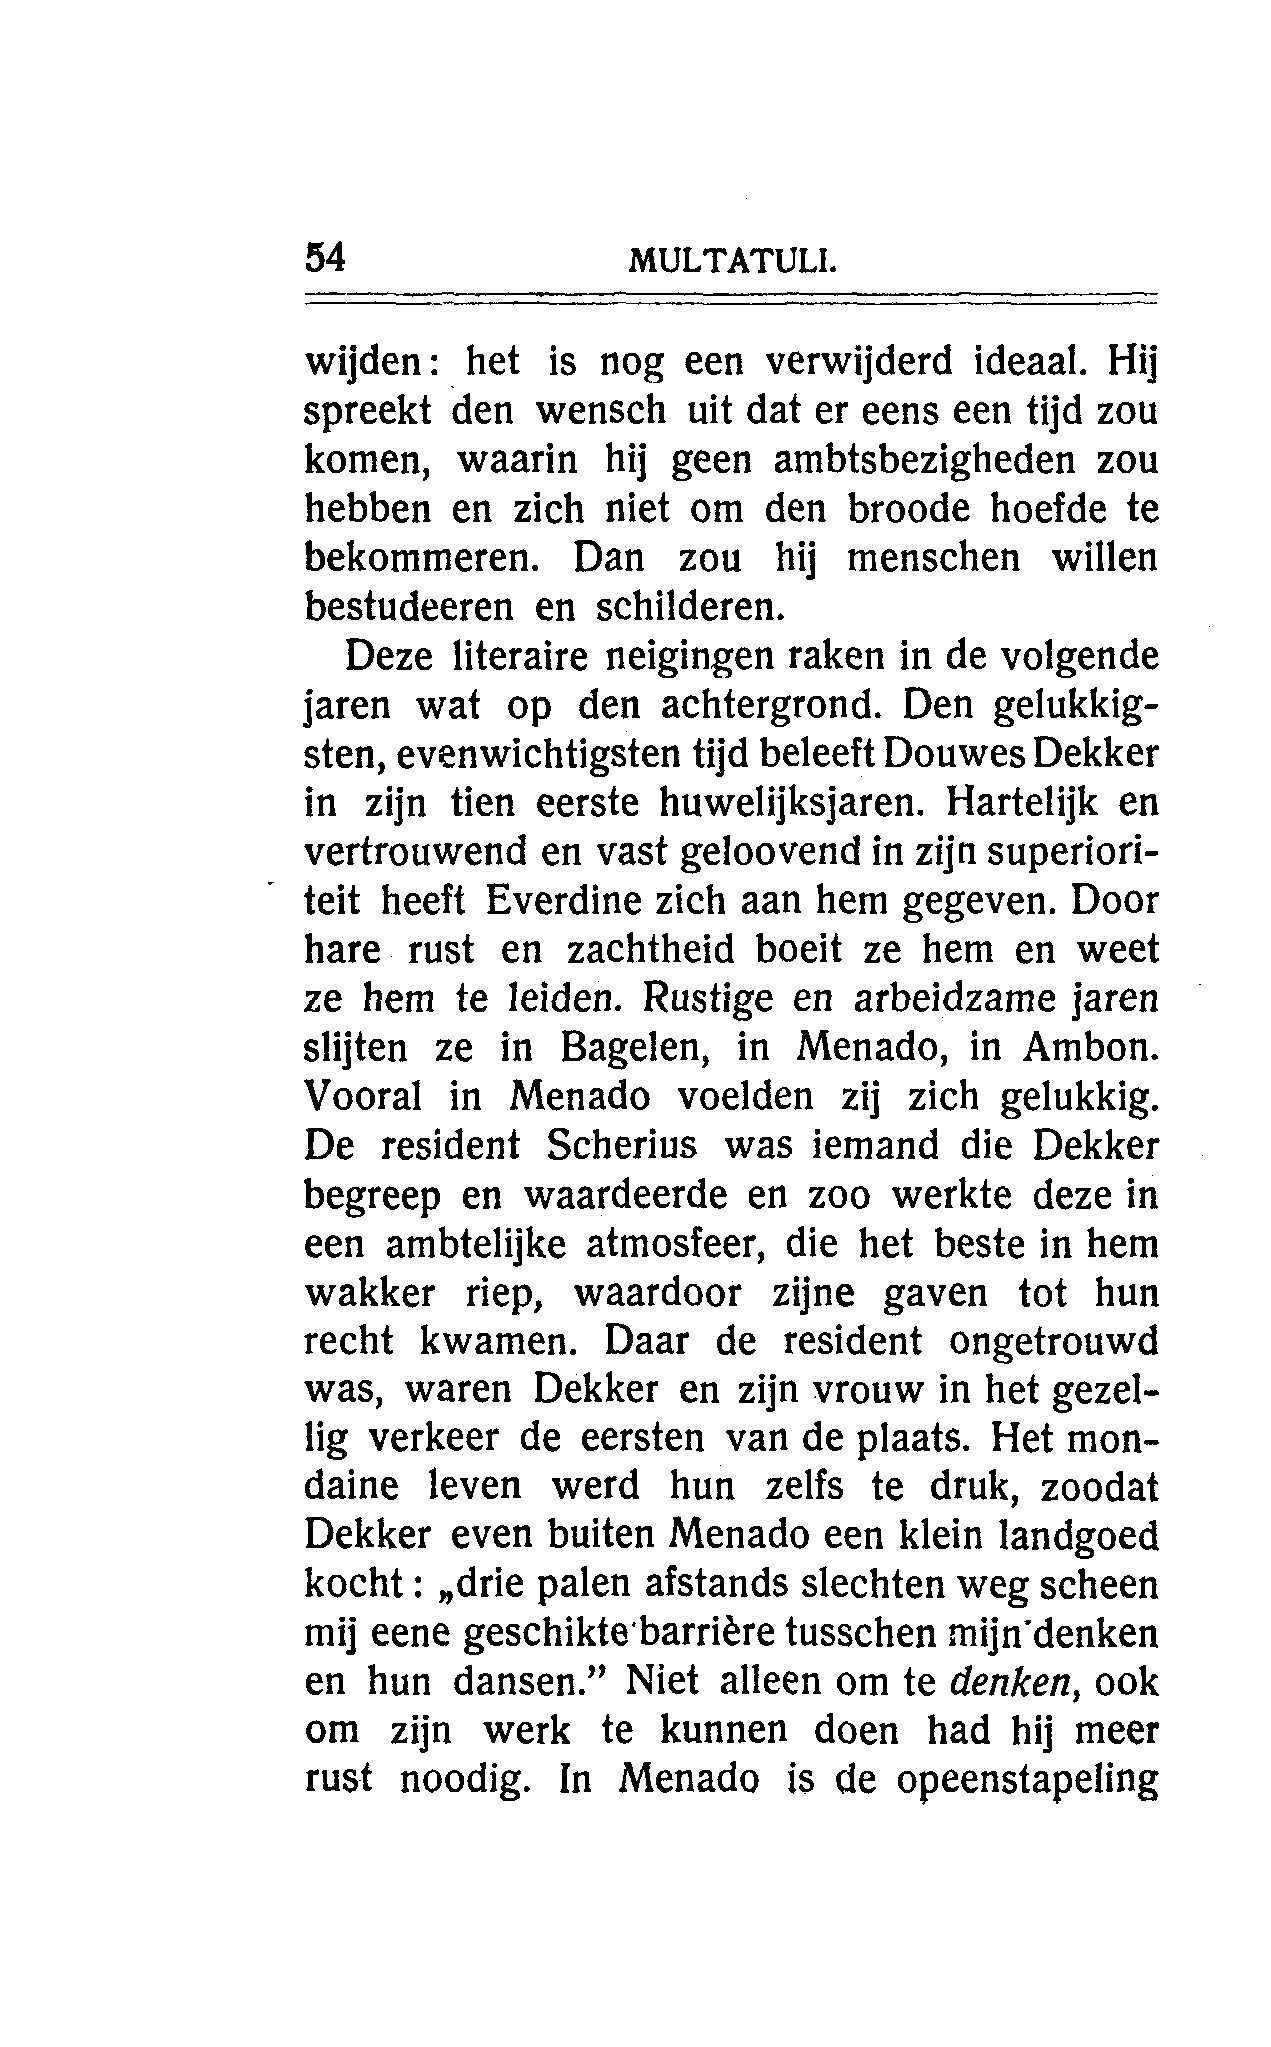 54 MULTATULI.
wijden: het is nog een verwijderd ideaal. Hij
spreekt den wensch uit dat er eens een tijd zou
komen, waarin hij geen ambtsbezigheden zou
hebben en zich niet om den broode hoefde te
bekommeren. Dan zou hij menschen willen
bestudeeren en schilderen.
Deze literaire neigingen raken in de volgende
jaren wat op den achtergrond. Den gelukkig-
sten, evenwichtigsten tijd beleeft Douwes Dekker
in zijn tien eerste huwelijksjaren. Hartelijk en
vertrouwend en vast geloovend in zijn superiori-
teit heeft Everdine zich aan hem gegeven. Door
hare rust en zachtheid boeit ze hem en weet
ze hem te leiden. Rustige en arbeidzame jaren
slijten ze in Bagelen, in Menado, in Ambon.
Vooral in Menado voelden zij zich gelukkig.
De resident Scherius was iemand die Dekker
begreep en waardeerde en zoo werkte deze in
een ambtelijke atmosfeer, die het beste in hem
wakker riep, waardoor zijne gaven tot hun
recht kwamen. Daar de resident ongetrouwd
was, waren Dekker en zijn vrouw in het gezel-
lig verkeer de eersten van de plaats. Het mon-
daine leven werd hun zelfs te druk, zoodat
Dekker even buiten Menado een klein landgoed
kocht: „drie palen afstands slechten weg scheen
mij eene geschikte barrière tusschen mijn denken
en hun dansen.” Niet alleen om te denken, ook
om zijn werk te kunnen doen had hij meer
rust noodig. In Menado is de opeenstapeling